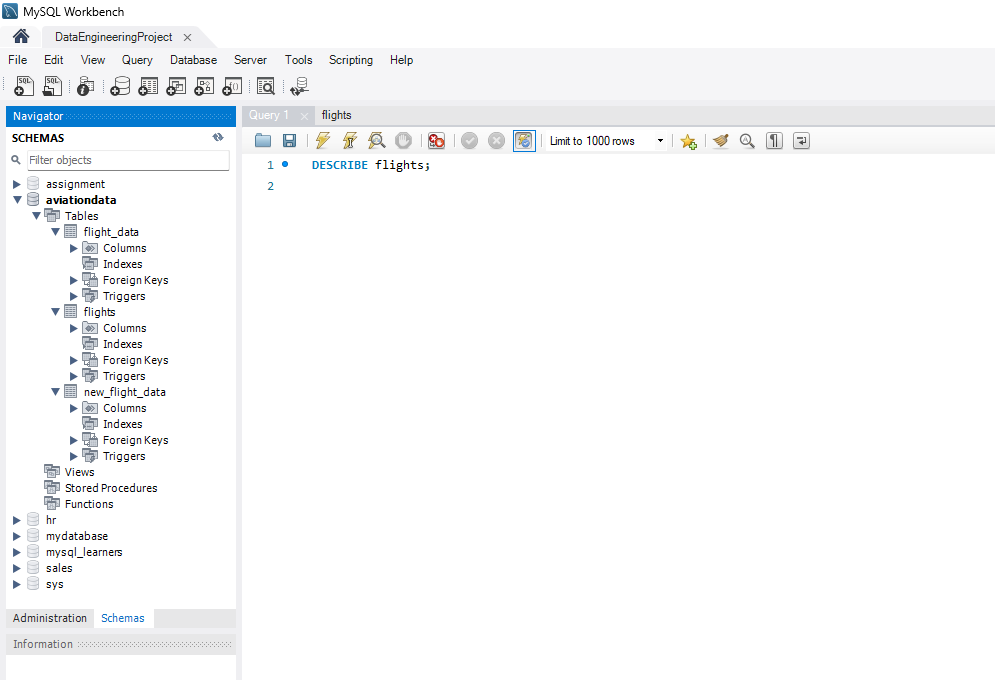 MySQL Workbench
DataEngineeringProject
File Edit View Query Database Server Tools Scripting Help
SQL SQL
Navigator
SCHEMAS
Filter objects
assignment
aviationdata
Tables
flight_data
Columns
Indexes
Foreign Keys
Triggers
flights
Columns
Indexes
Foreign Keys
Triggers
new_flight_data
Columns
Indexes
Foreign Keys
Triggers
Views
Stored Procedures
Functions
hr
mydatabase
mysql_learners
sales
sys
Administration Schemas
Information
Query 1 flights
Limit to 1000 rows
1 DESCRIBE flights;
2